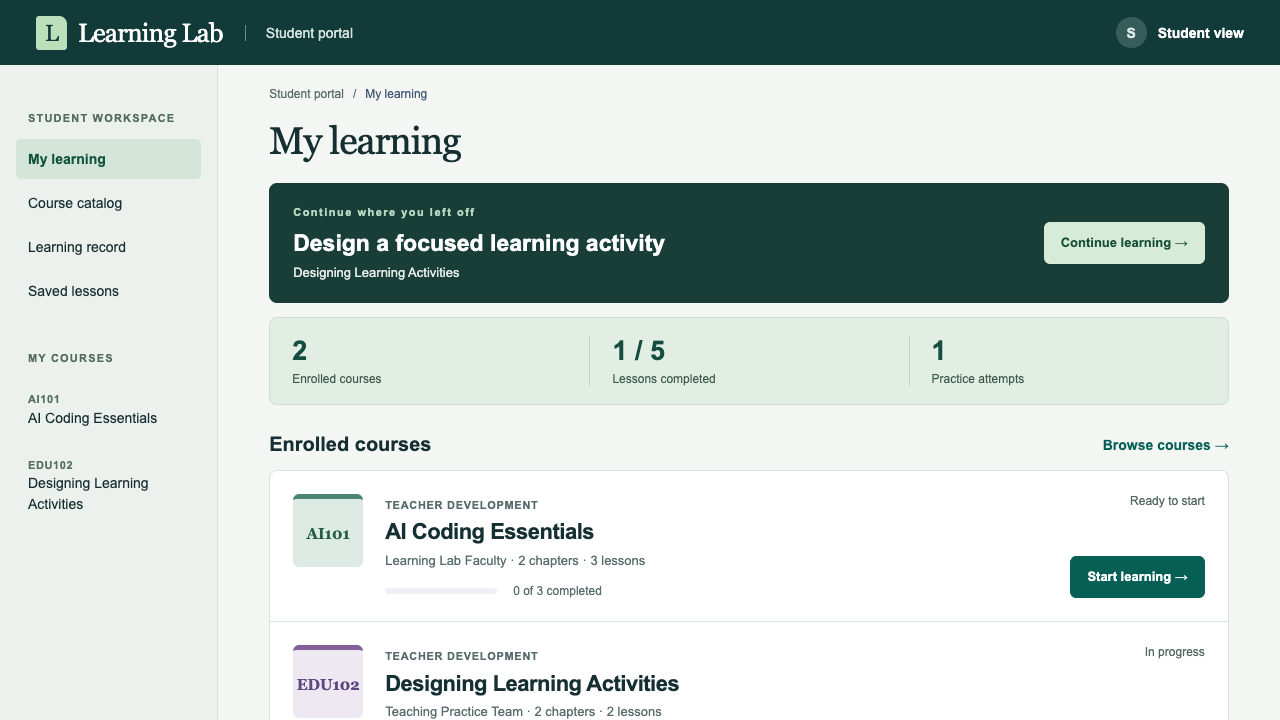 L Learning Lab Student portal
S Student view
STUDENT WORKSPACE
My learning
Course catalog
Learning record
Saved lessons
MY COURSES
AI101
AI Coding Essentials
EDU102
Designing Learning
Activities
Student portal / My learning
My learning
Continue where you left off
Design a focused learning activity
Designing Learning Activities
Continue learning →
2
Enrolled courses
1 / 5
Lessons completed
1
Practice attempts
Enrolled courses
Browse courses →
AI101
TEACHER DEVELOPMENT
AI Coding Essentials
Learning Lab Faculty · 2 chapters · 3 lessons
0 of 3 completed
Ready to start
Start learning →
EDU102
TEACHER DEVELOPMENT
Designing Learning Activities
Teaching Practice Team · 2 chapters · 2 lessons
In progress